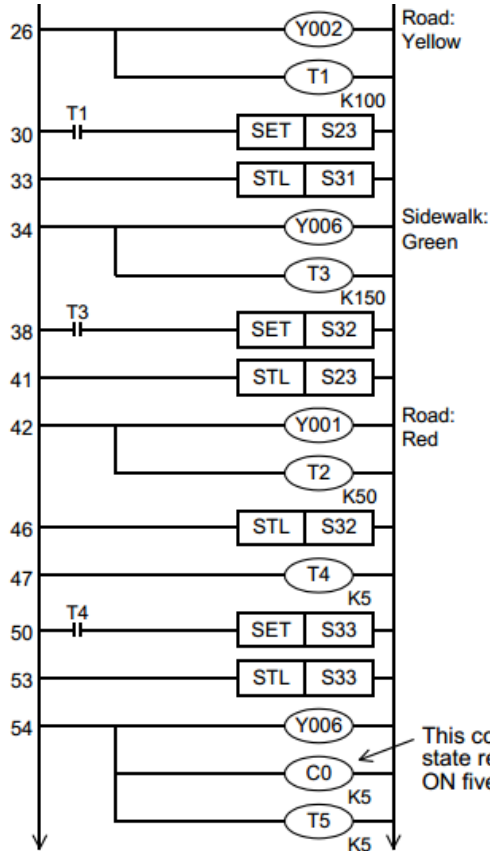 26 Y002 Road:
Yellow
T1
K100
T1
30 SET S23
33 STL S31
34 Y006 Sidewalk:
Green
T3
K150
T3
38 SET S32
41 STL S23
42 Y001 Road:
Red
T2
K50
46 STL S32
47 T4
K5
T4
50 SET S33
53 STL S33
54 Y006
This co
C0 state re
K5 ON five
T5
K5